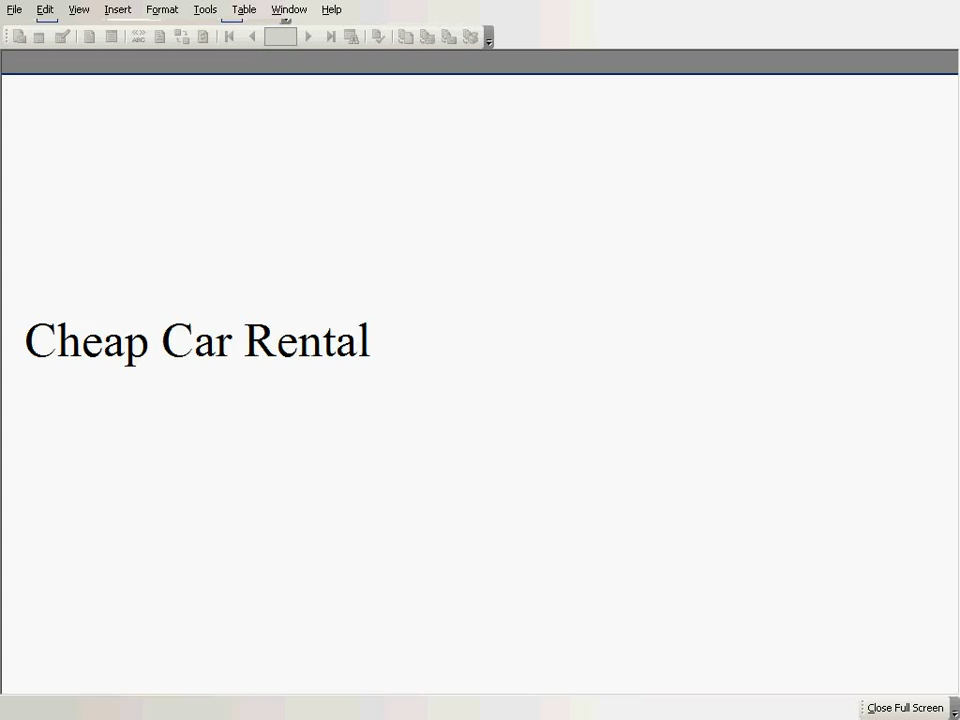 File Edit View Insert Format Tools Table Window Help
Cheap Car Rental
Close Full Screen